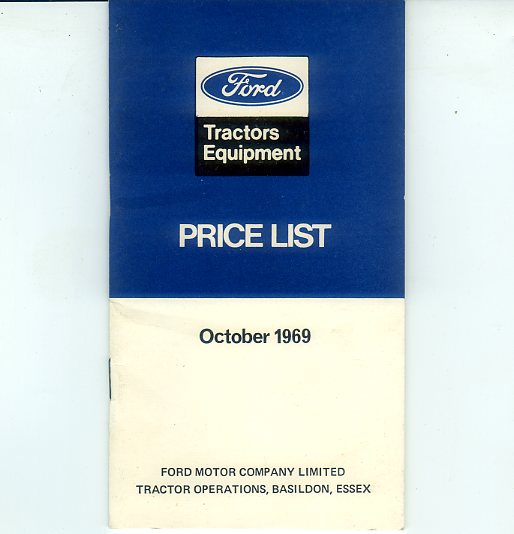 Ford
Tractors
Equipment
PRICE LIST
October 1969
FORD MOTOR COMPANY LIMITED
TRACTOR OPERATIONS, BASILDON, ESSEX